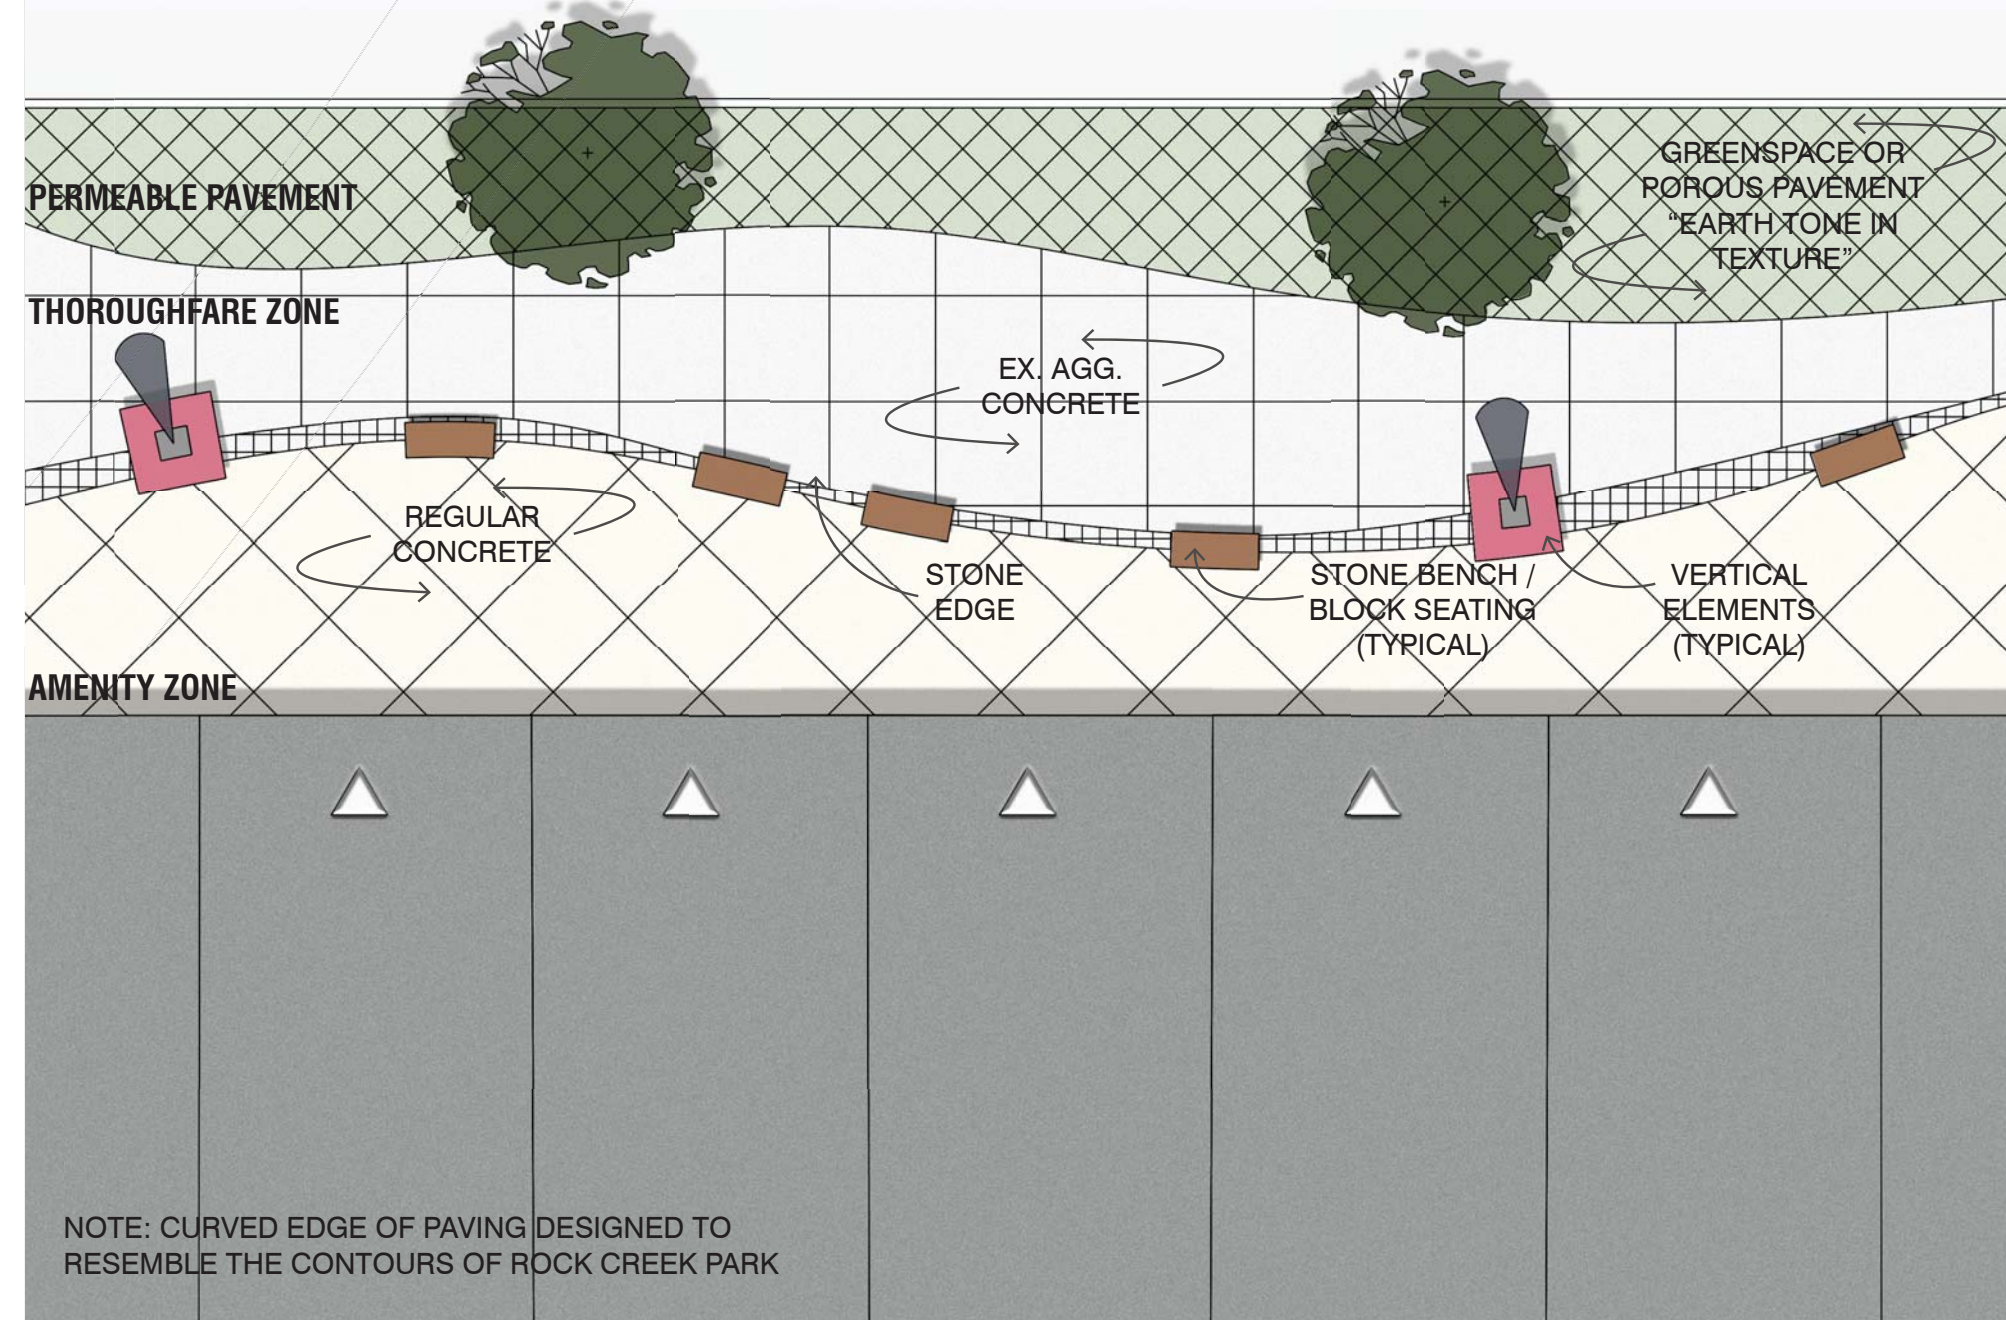 PERMEABLE PAVEMENT
GREENSPACE OR
POROUS PAVEMENT
“EARTH TONE IN
TEXTURE”
THOROUGHFARE ZONE
EX. AGG.
CONCRETE
REGULAR
CONCRETE
STONE
EDGE
STONE BENCH /
BLOCK SEATING
(TYPICAL)
VERTICAL
ELEMENTS
(TYPICAL)
AMENITY ZONE
NOTE: CURVED EDGE OF PAVING DESIGNED TO
RESEMBLE THE CONTOURS OF ROCK CREEK PARK